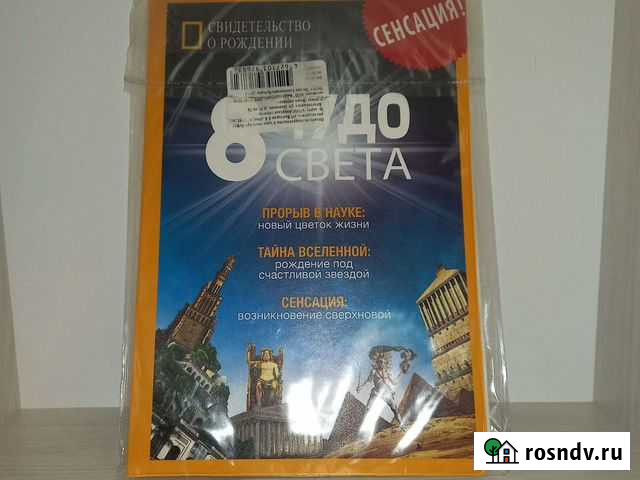 СВИДЕТЕЛЬСТВО
О РОЖДЕНИИ
СЕНСАЦИЯ!
8 ЧУДО
СВЕТА
ПРОРЫВ В НАУКЕ:
новый цветок жизни
ТАЙНА ВСЕЛЕННОЙ:
рождение под
счастливой звездой
СЕНСАЦИЯ:
возникновение сверхновой
rosndv.ru